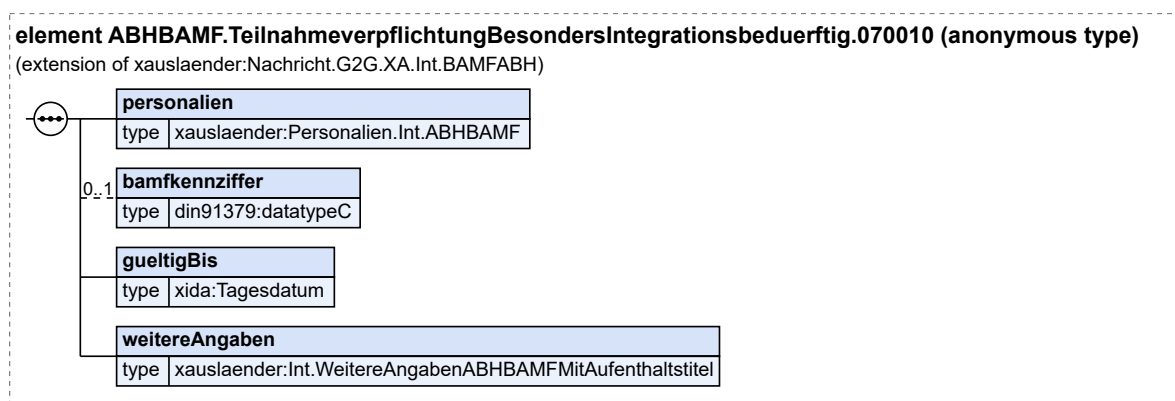 element ABHBAMF.TeilnahmeverpflichtungBesondersIntegrationsbeduerftig.070010 (anonymous type)
(extension of xauslaender:Nachricht.G2G.XA.Int.BAMFABH)
personalien
type xauslaender:Personalien.Int.ABHBAMF
0..1 bamfkennziffer
type din91379:datatypeC
gueltigBis
type xida:Tagesdatum
weitereAngaben
type xauslaender:Int.WeitereAngabenABHBAMFMitAufenthaltstitel